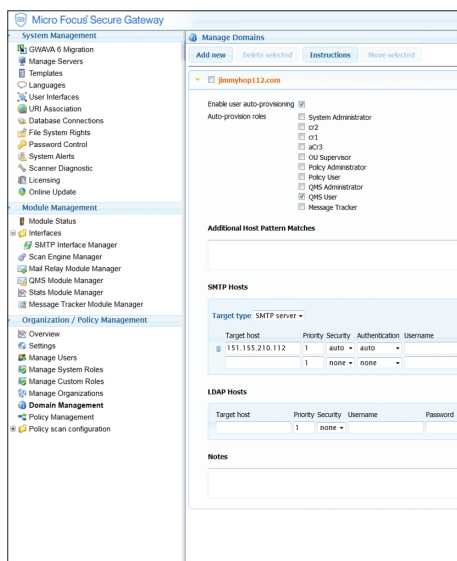 Micro Focus Secure Gateway
System Management
GWAVA 6 Migration
Manage Servers
Templates
Languages
User Interfaces
URI Association
Database Connections
File System Rights
Password Control
System Alerts
Scanner Diagnostic
Licensing
Online Update
Module Management
Module Status
Interfaces
SMTP Interface Manager
Scan Engine Manager
Mail Relay Module Manager
QMS Module Manager
Stats Module Manager
Message Tracker Module Manager
Organization / Policy Management
Overview
Settings
Manage Users
Manage System Roles
Manage Custom Roles
Manage Organizations
Domain Management
Policy Management
Policy scan configuration
Manage Domains
Add new Delete selected Instructions Move selected
jimmyhop112.com
Enable user auto-provisioning
Auto-provision roles
System Administrator
cr2
cr1
aCr3
OU Supervisor
Policy Administrator
Policy User
QMS Administrator
QMS User
Message Tracker
Additional Host Pattern Matches
SMTP Hosts
Target type SMTP server
Target host Priority Security Authentication Username
151.155.210.112 1 auto auto
1 none none
LDAP Hosts
Target host Priority Security Username Password
1 none
Notes